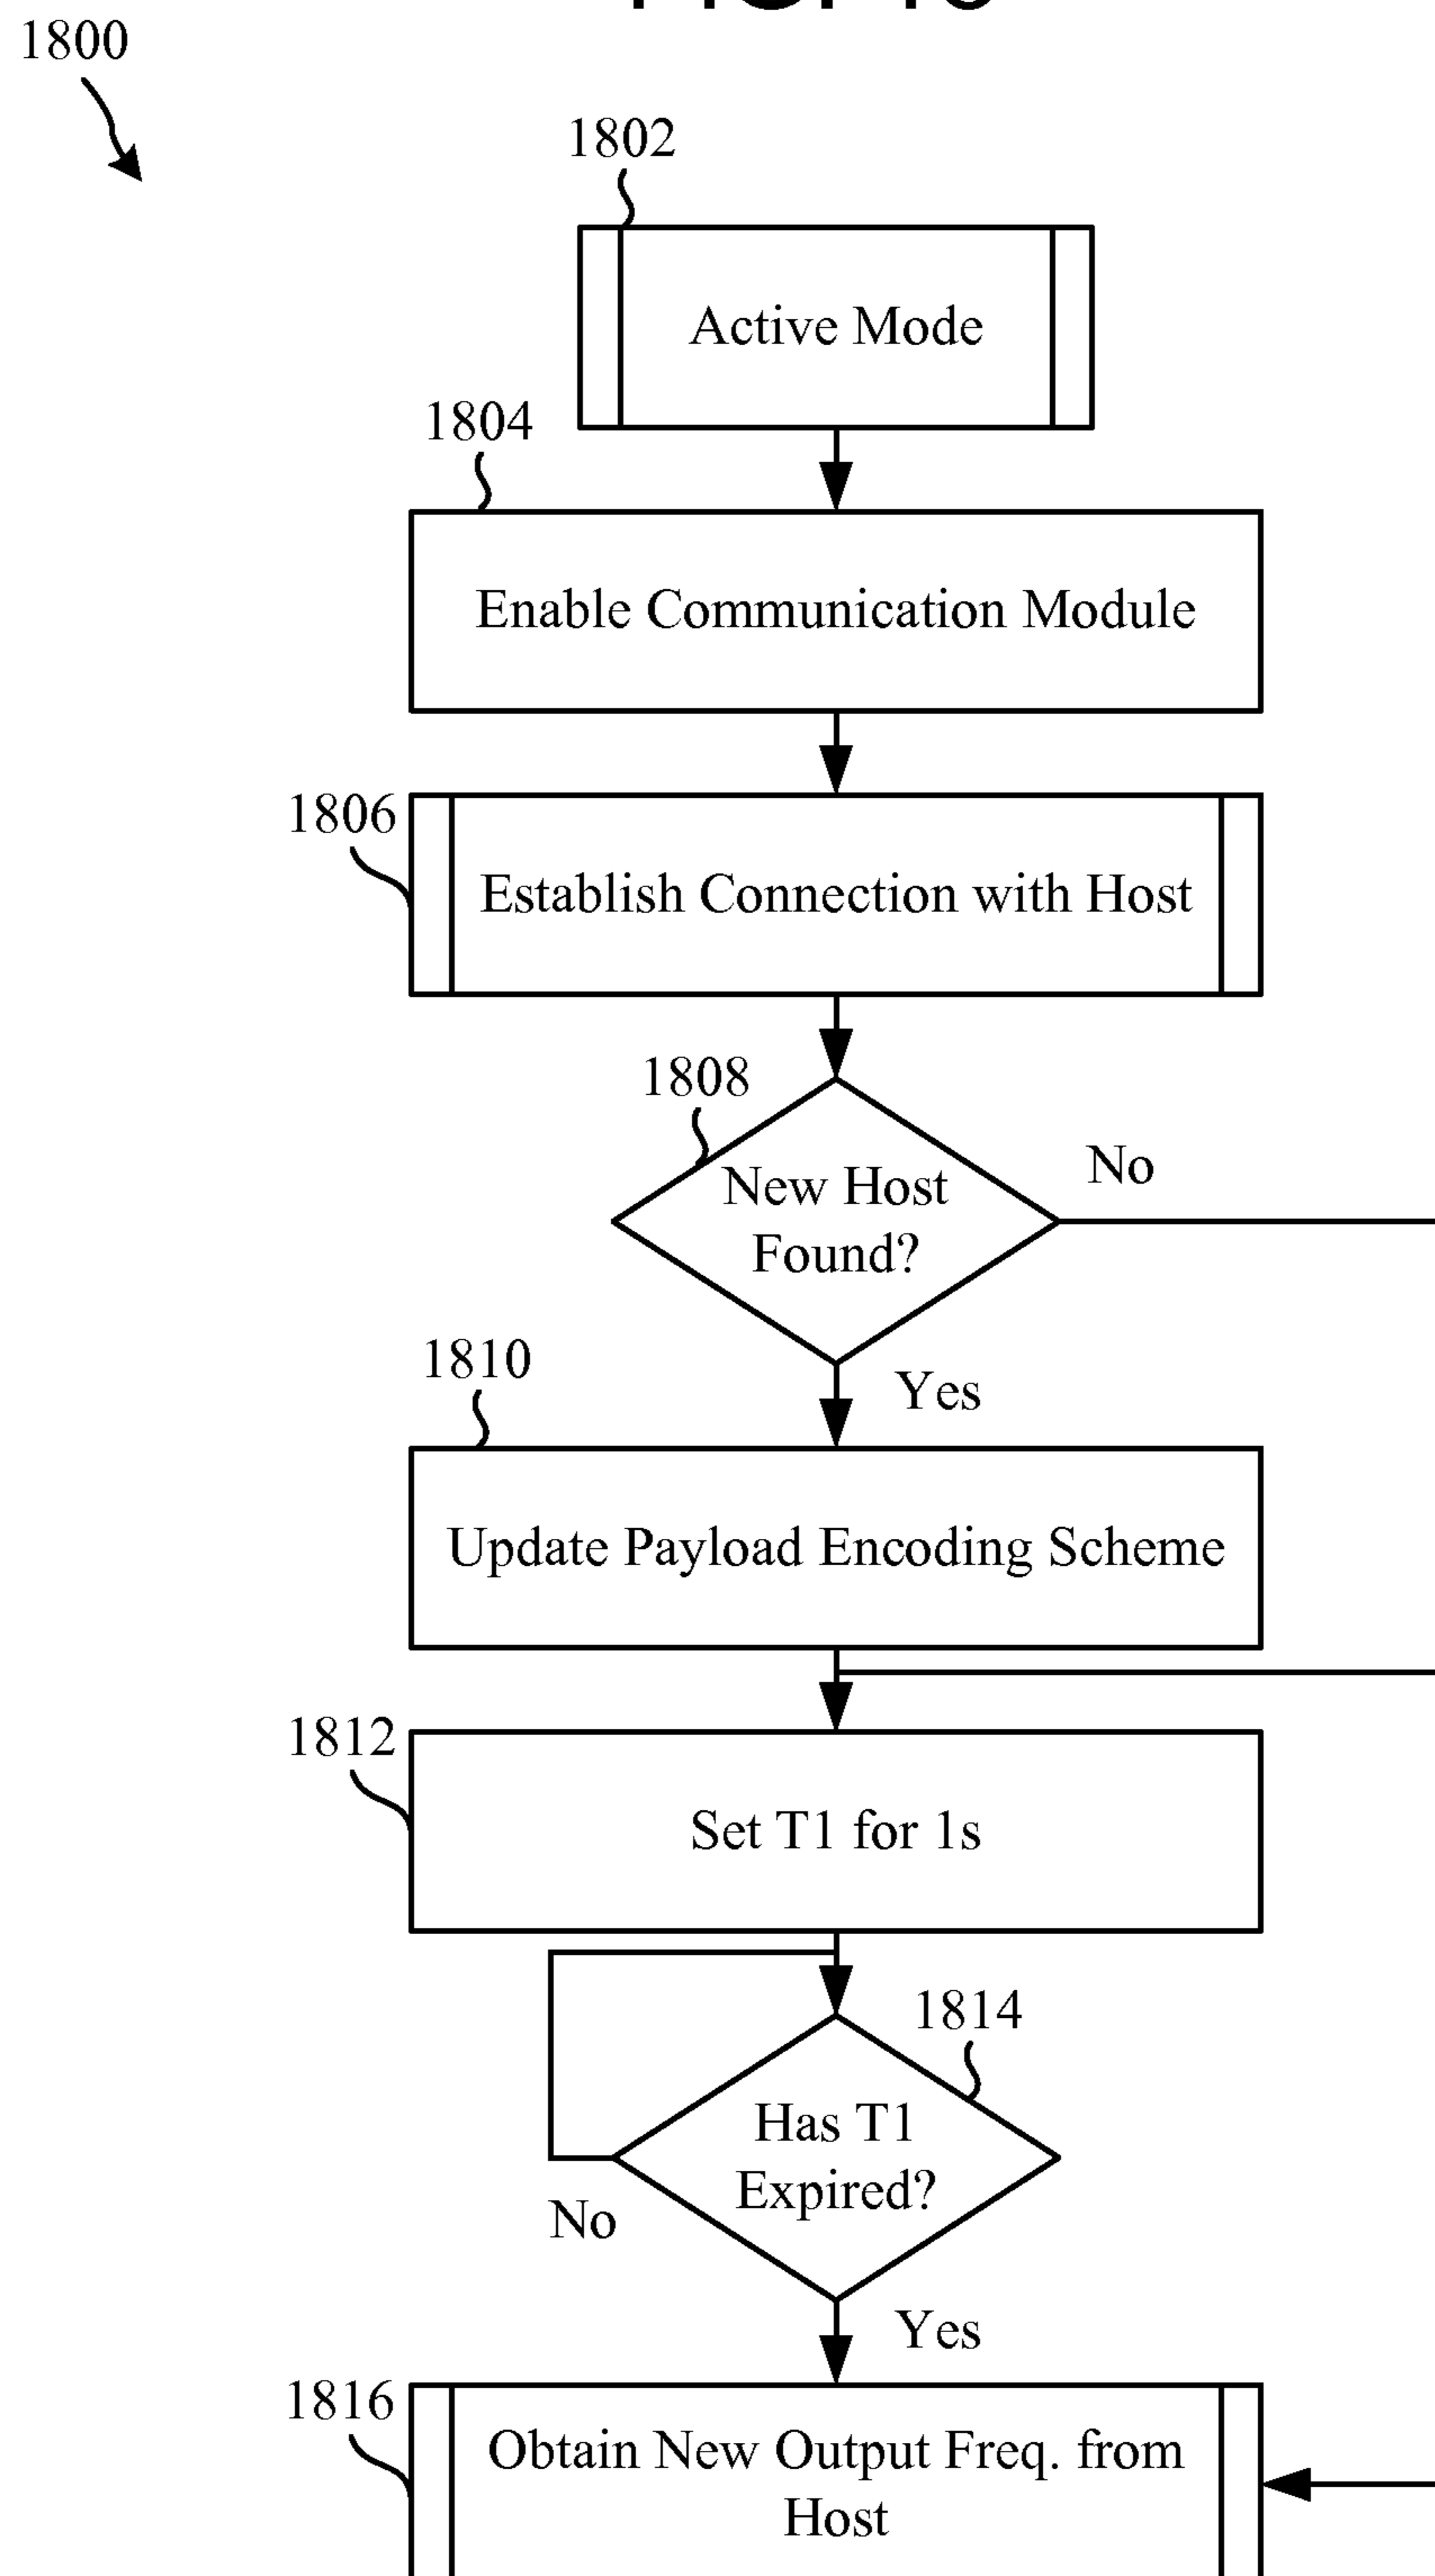 1800
1802
Active Mode
1804
Enable Communication Module
1806
Establish Connection with Host
1808
New Host
Found?
No
Yes
1810
Update Payload Encoding Scheme
1812
Set T1 for 1s
1814
Has T1
Expired?
No
Yes
1816
Obtain New Output Freq. from
Host